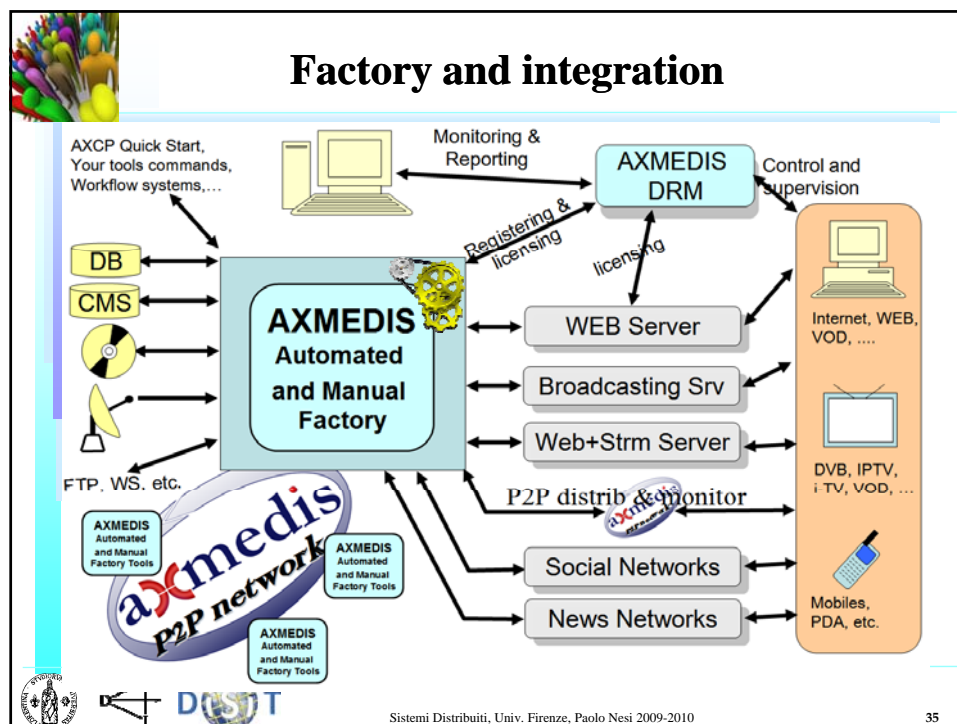 Factory and integration
AXCP Quick Start,
Your tools commands,
Workflow systems,…
Monitoring &
Reporting
AXMEDIS
DRM
Control and
supervision
Registering &
licensing
licensing
DB
CMS
FTP, WS, etc.
AXMEDIS
Automated
and Manual
Factory
WEB Server
Broadcasting Srv
Web+Strm Server
P2P distrib & monitor
axmedis
Social Networks
News Networks
Internet, WEB,
VOD, ....
DVB, IPTV,
i-TV, VOD, …
Mobiles,
PDA, etc.
axmedis
P2P network
AXMEDIS
Automated
and Manual
Factory Tools
AXMEDIS
Automated
and Manual
Factory Tools
AXMEDIS
Automated
and Manual
Factory Tools
DISIT
Sistemi Distribuiti, Univ. Firenze, Paolo Nesi 2009-2010
35